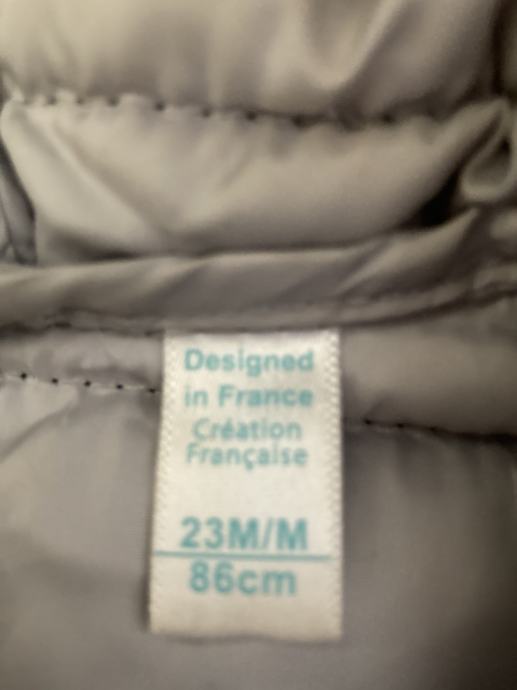 Designed
in France
Création
Française
23M/M
86cm